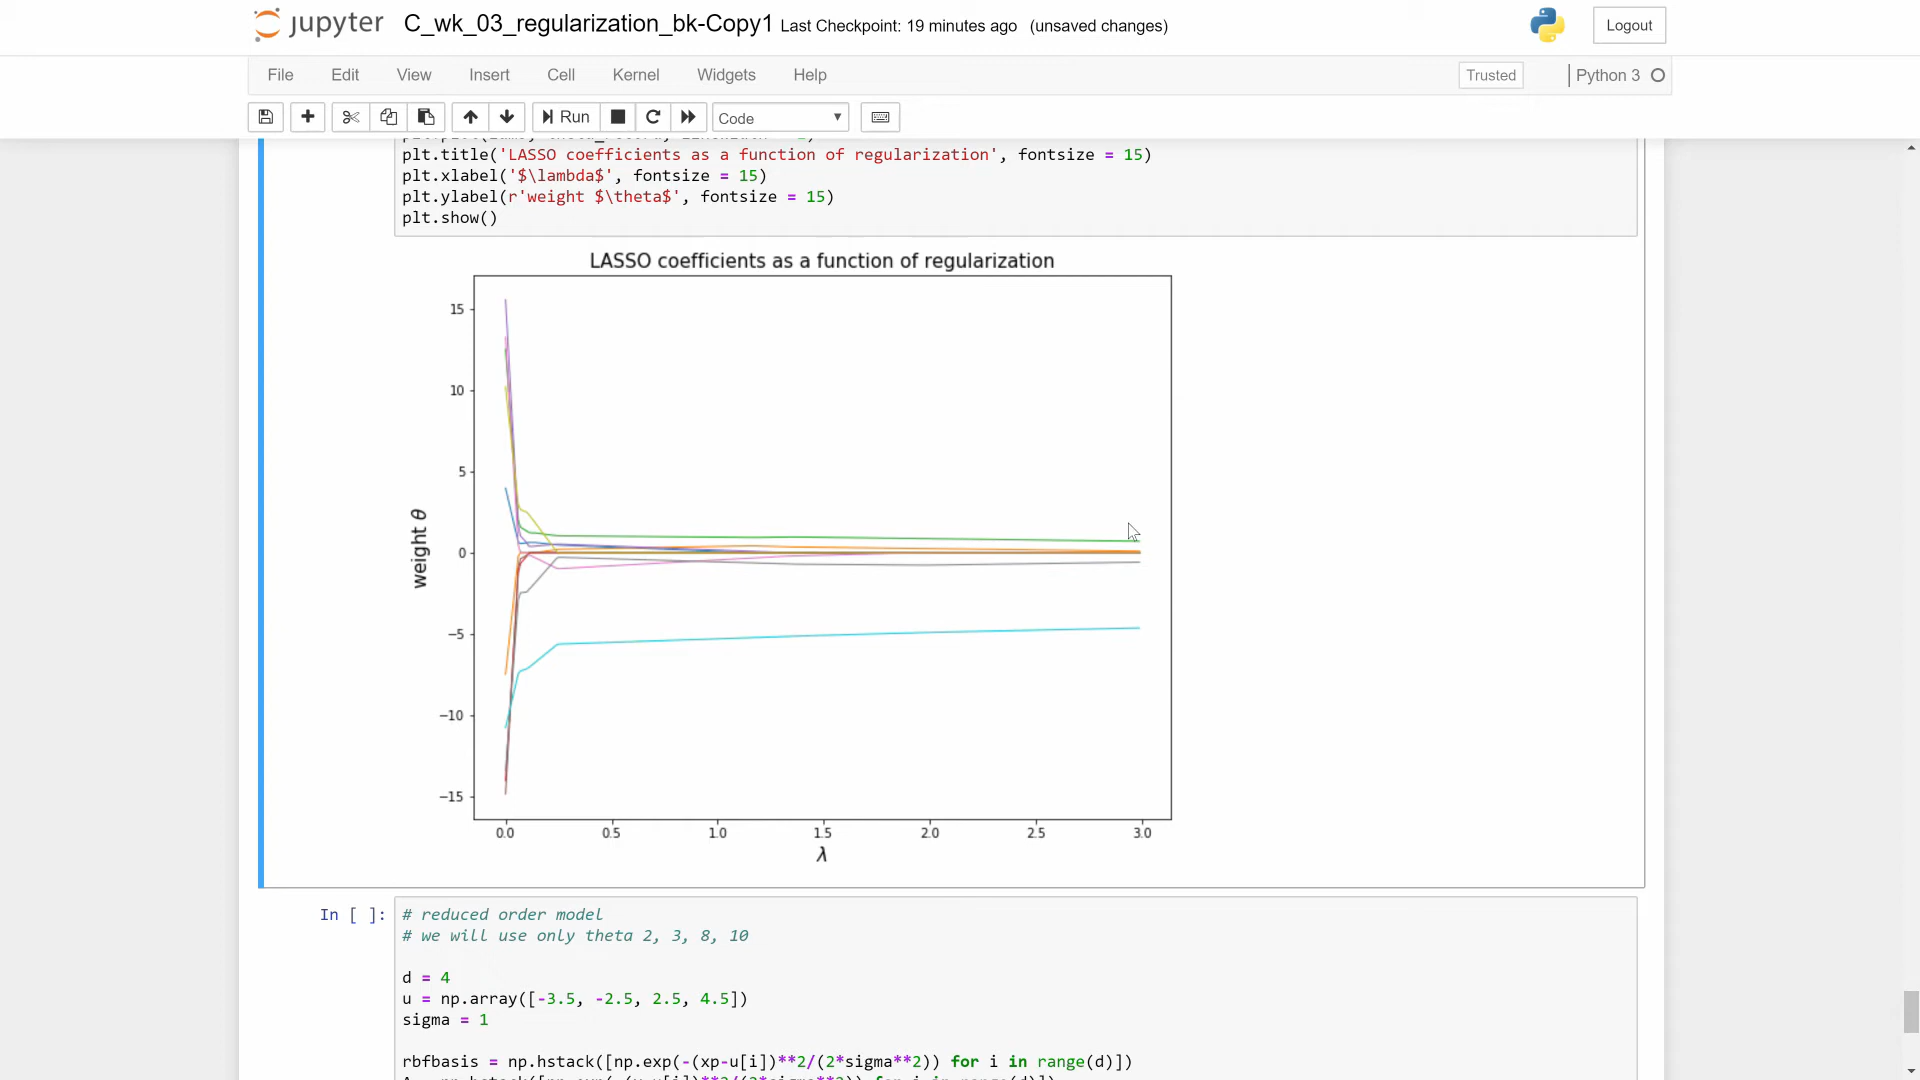 jupyter C_wk_03_regularization_bk-Copy1 Last Checkpoint: 19 minutes ago (unsaved changes) Logout
File Edit View Insert Cell Kernel Widgets Help Trusted Python 3
Run Code
plt.title('LASSO coefficients as a function of regularization', fontsize = 15)
plt.xlabel('$\lambda$', fontsize = 15)
plt.ylabel(r'weight $\theta$', fontsize = 15)
plt.show()
LASSO coefficients as a function of regularization
15
10
5
0
−5
−10
−15
weight θ
0.0 0.5 1.0 1.5 2.0 2.5 3.0
λ
In [ ]: # reduced order model
# we will use only theta 2, 3, 8, 10
d = 4
u = np.array([-3.5, -2.5, 2.5, 4.5])
sigma = 1
rbfbasis = np.hstack([np.exp(-(xp-u[i])**2/(2*sigma**2)) for i in range(d)])